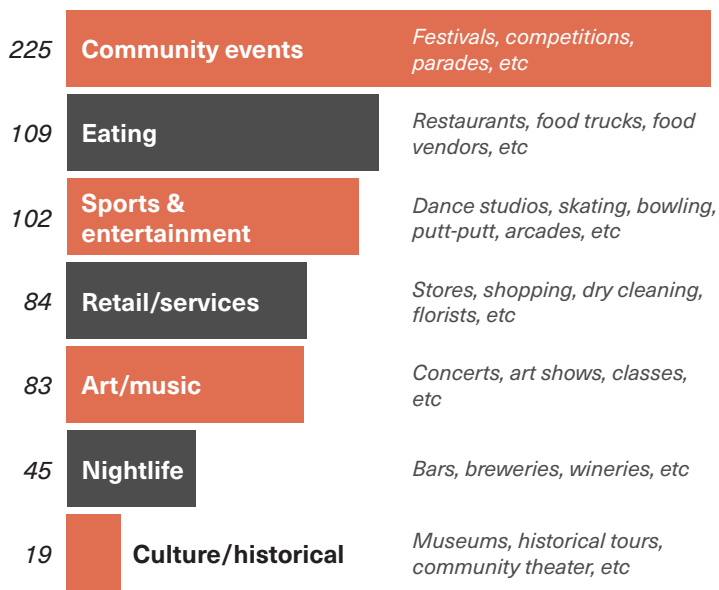 225 Community events Festivals, competitions,
parades, etc
109 Eating Restaurants, food trucks, food
vendors, etc
102 Sports &
entertainment
Dance studios, skating, bowling,
putt-putt, arcades, etc
84 Retail/services Stores, shopping, dry cleaning,
florists, etc
83 Art/music Concerts, art shows, classes,
etc
45 Nightlife Bars, breweries, wineries, etc
19 Culture/historical Museums, historical tours,
community theater, etc